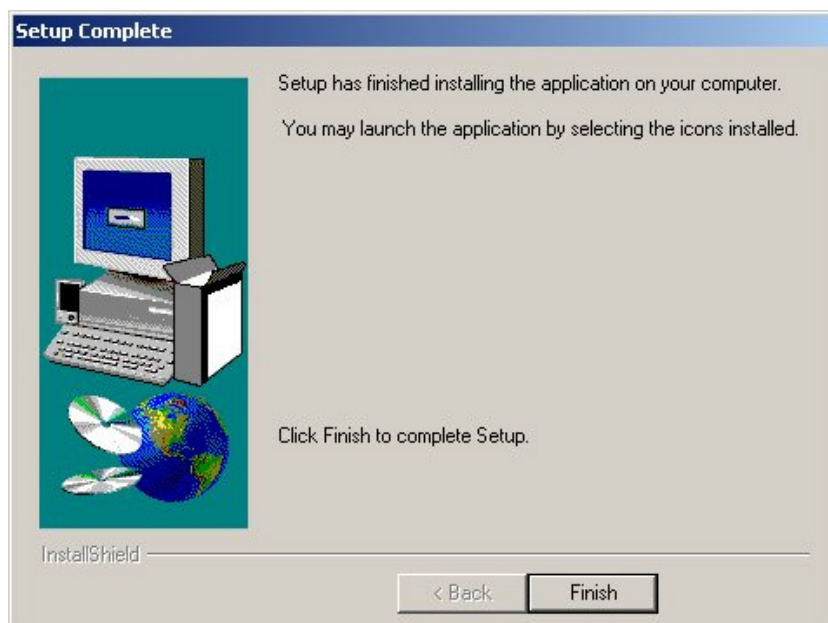 Setup Complete
Setup has finished installing the application on your computer.
You may launch the application by selecting the icons installed.
Click Finish to complete Setup.
InstallShield
< Back
Finish